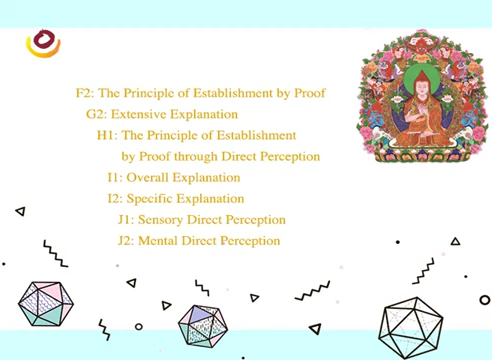 F2: The Principle of Establishment by Proof
G2: Extensive Explanation
H1: The Principle of Establishment
by Proof through Direct Perception
I1: Overall Explanation
I2: Specific Explanation
J1: Sensory Direct Perception
J2: Mental Direct Perception